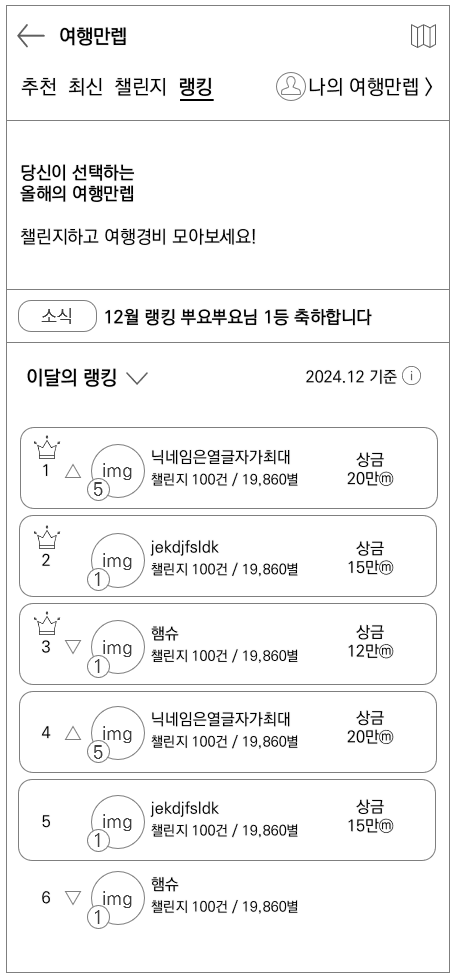 여행만렙
추천 최신 챌린지 랭킹 나의 여행만렙 〉
당신이 선택하는
올해의 여행만렙
챌린지하고 여행경비 모아보세요!
소식 12월 랭킹 뿌요뿌요님 1등 축하합니다
이달의 랭킹 2024.12 기준 ⓘ
1 △ img 5 닉네임은열글자가최대 상금
챌린지 100건 / 19,860별 20만ⓜ
2 img 1 jekdjfsldk 상금
챌린지 100건 / 19,860별 15만ⓜ
3 ▽ img 1 햄슈 상금
챌린지 100건 / 19,860별 12만ⓜ
4 △ img 5 닉네임은열글자가최대 상금
챌린지 100건 / 19,860별 20만ⓜ
5 img 1 jekdjfsldk 상금
챌린지 100건 / 19,860별 15만ⓜ
6 ▽ img 1 햄슈
챌린지 100건 / 19,860별